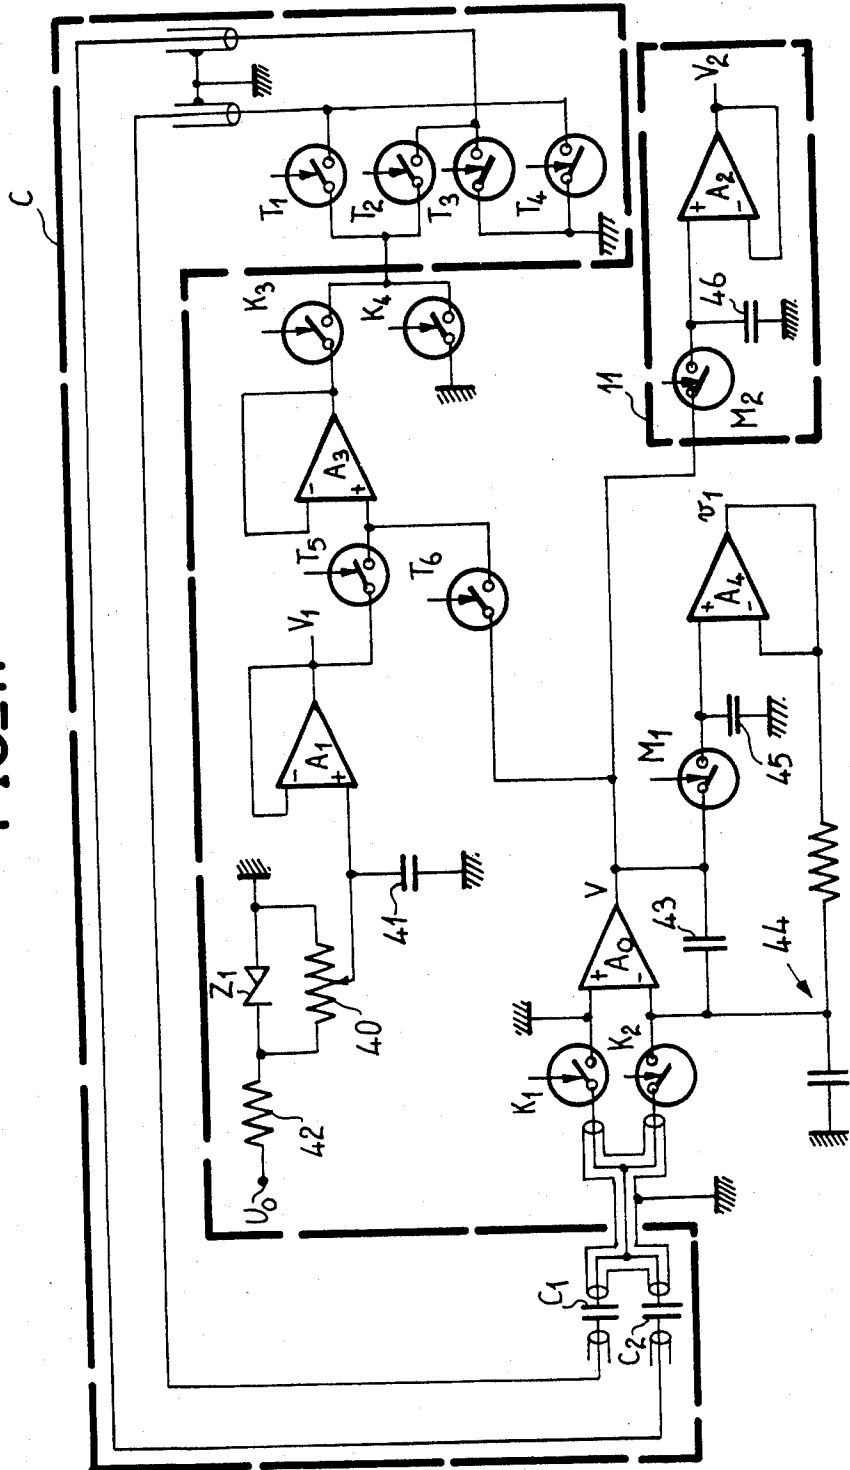 C
T1
T2
T3
T4
K3
K4
V2
A2
46
11
M2
A3
T5
T6
V1
A1
v1
A4
M1
45
41
Z1
40
42
U0
V
A0
43
44
K1
K2
C1
C2
+
-
+
-
+
-
+
-
+
-